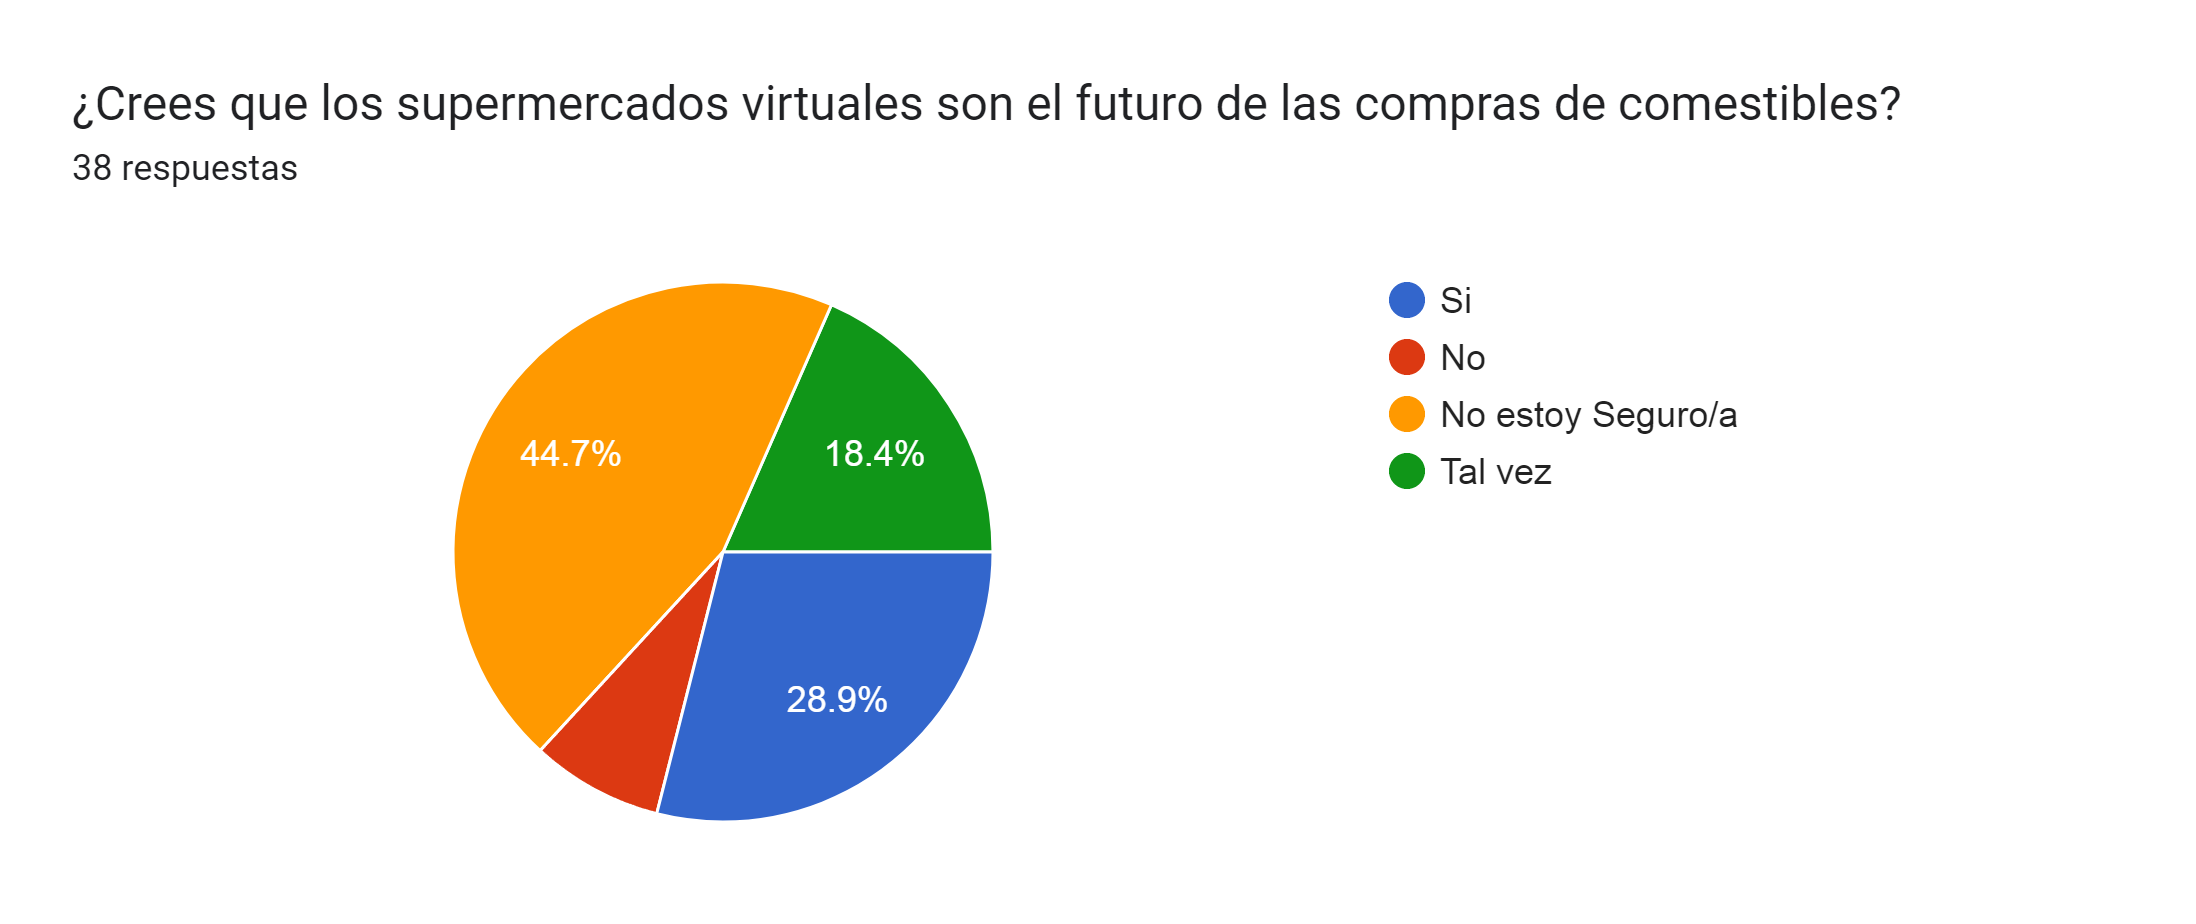 ¿Crees que los supermercados virtuales son el futuro de las compras de comestibles?
38 respuestas
Si
No
No estoy Seguro/a
Tal vez
44.7%
18.4%
28.9%